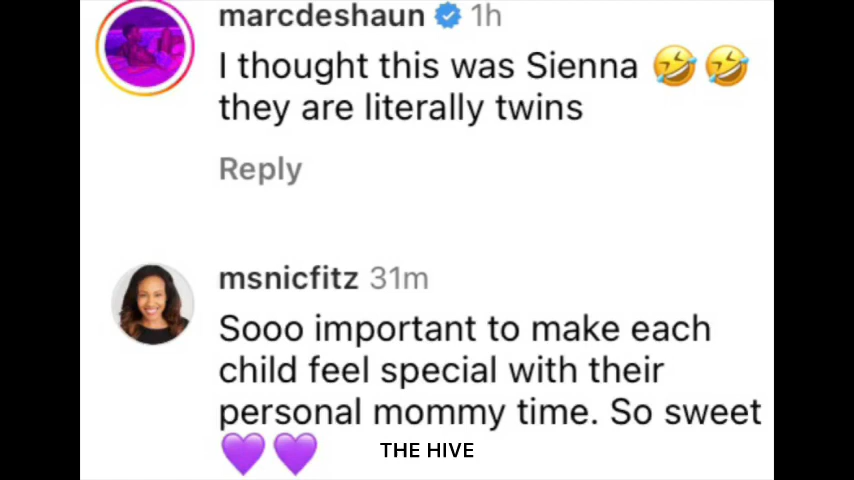 marcdeshaun 1h
I thought this was Sienna 🤣🤣
they are literally twins
Reply
msnicfitz 31m
Sooo important to make each
child feel special with their
personal mommy time. So sweet
💜💜
THE HIVE